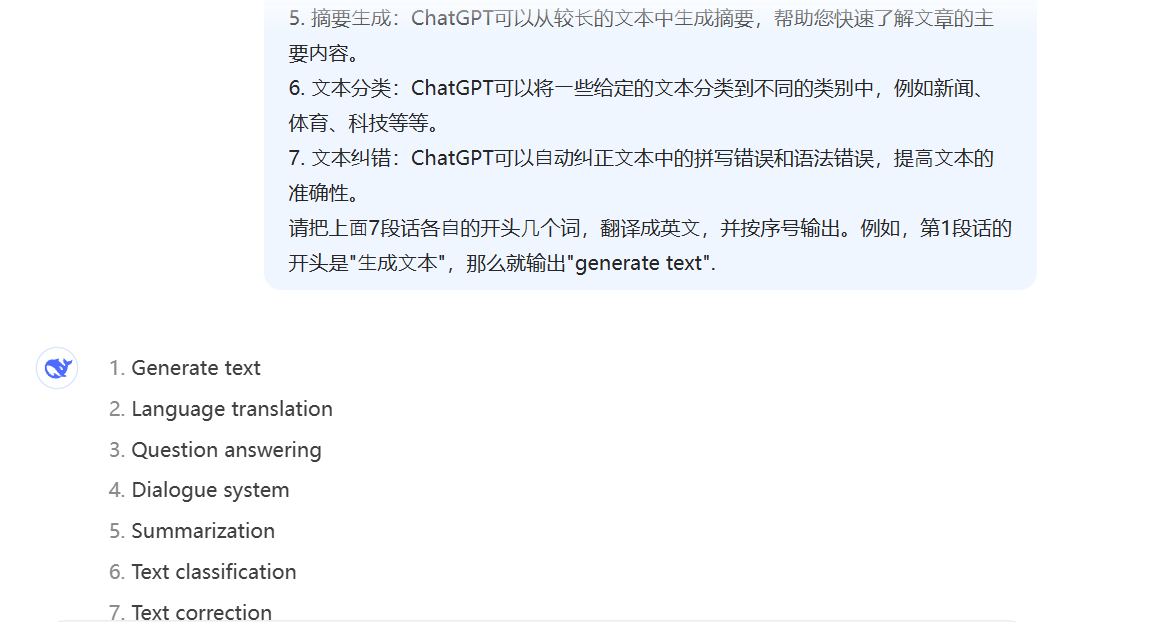 5. 摘要生成：ChatGPT可以从较长的文本中生成摘要，帮助您快速了解文章的主
要内容。
6. 文本分类：ChatGPT可以将一些给定的文本分类到不同的类别中，例如新闻、
体育、科技等等。
7. 文本纠错：ChatGPT可以自动纠正文本中的拼写错误和语法错误，提高文本的
准确性。
请把上面7段话各自的开头几个词，翻译成英文，并按序号输出。例如，第1段话的
开头是"生成文本"，那么就输出"generate text".
1. Generate text
2. Language translation
3. Question answering
4. Dialogue system
5. Summarization
6. Text classification
7. Text correction